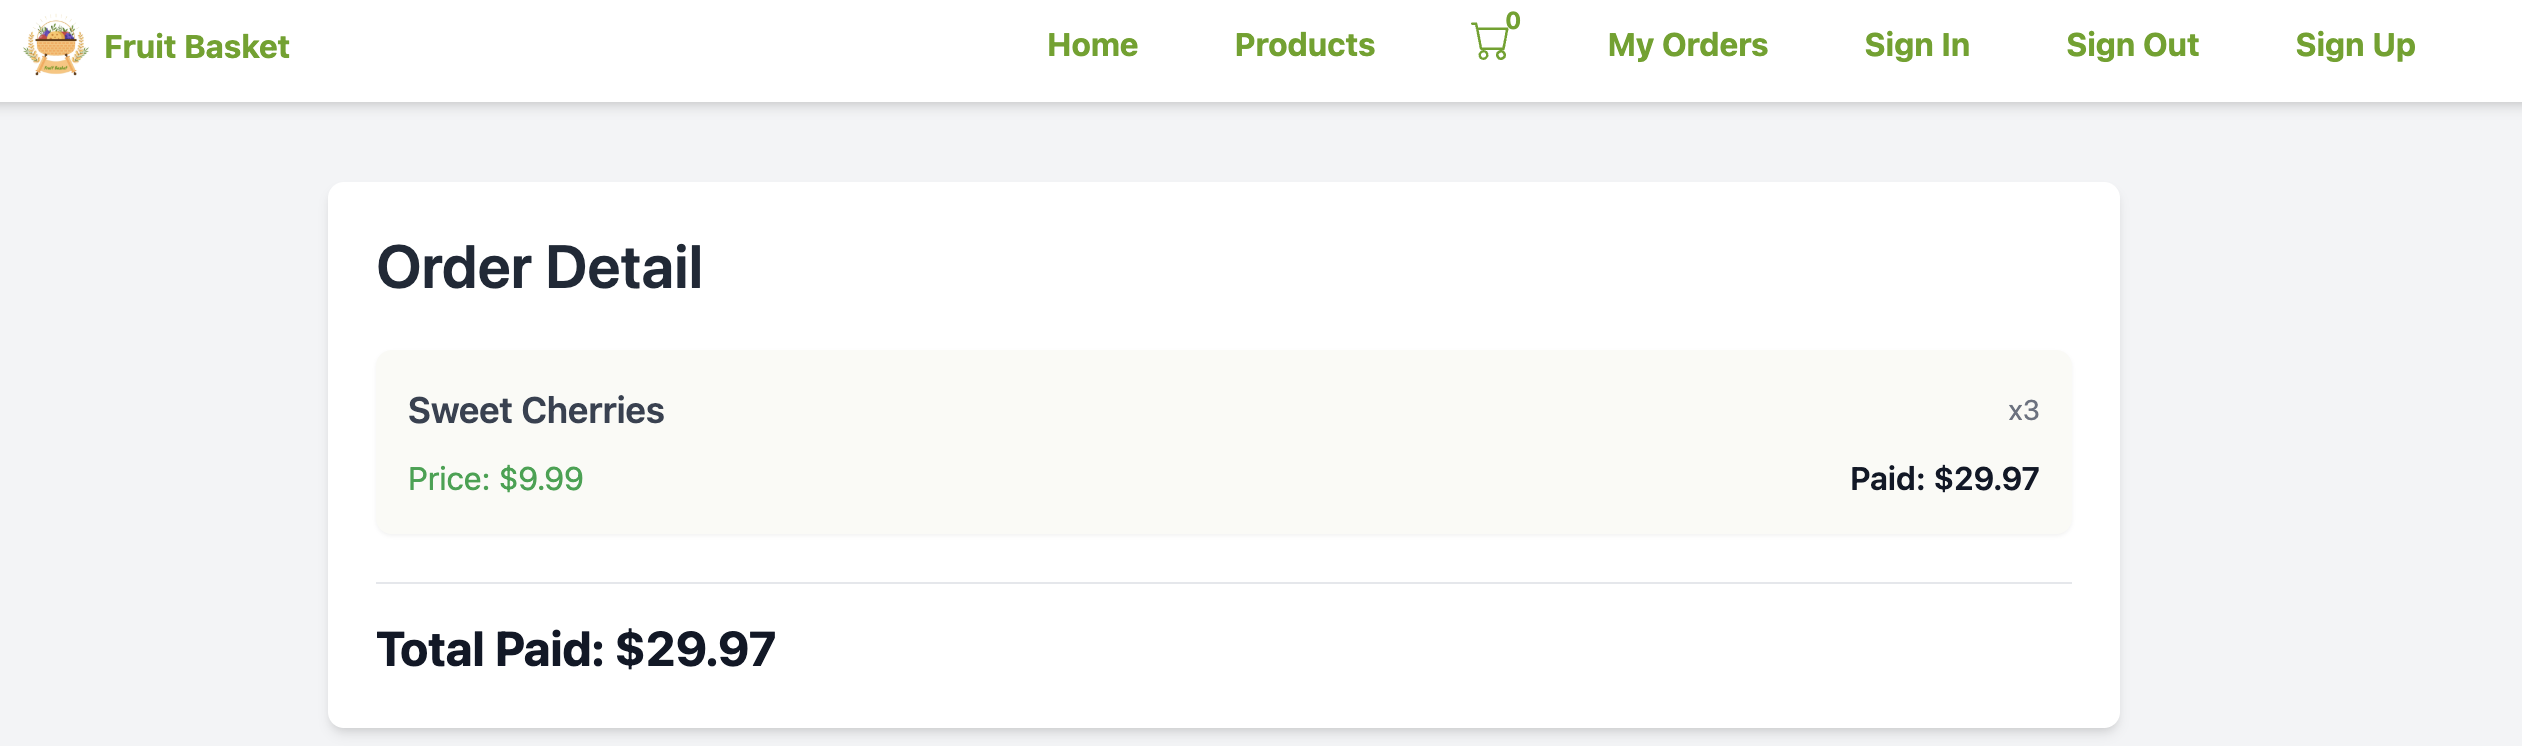 Fruit Basket
Home
Products
0
My Orders
Sign In
Sign Out
Sign Up
Order Detail
Sweet Cherries
x3
Price: $9.99
Paid: $29.97
Total Paid: $29.97